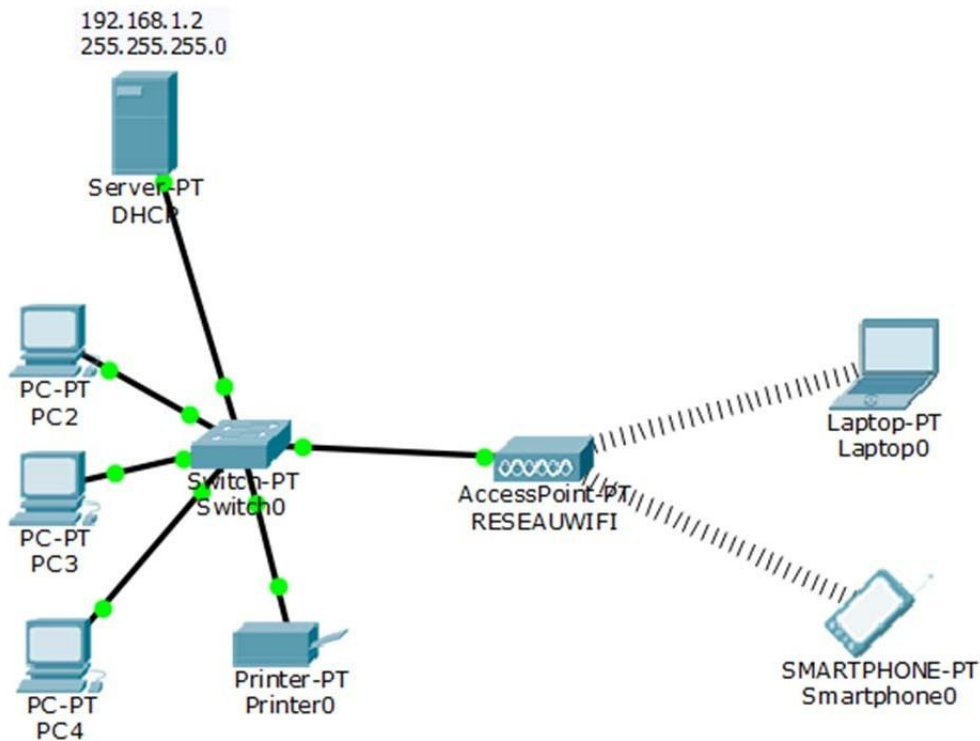 192.168.1.2
255.255.255.0
Server-PT
DHCP
PC-PT
PC2
PC-PT
PC3
PC-PT
PC4
Switch-PT
Switch0
Printer-PT
Printer0
AccessPoint-PT
RESEAUWIFI
Laptop-PT
Laptop0
SMARTPHONE-PT
Smartphone0